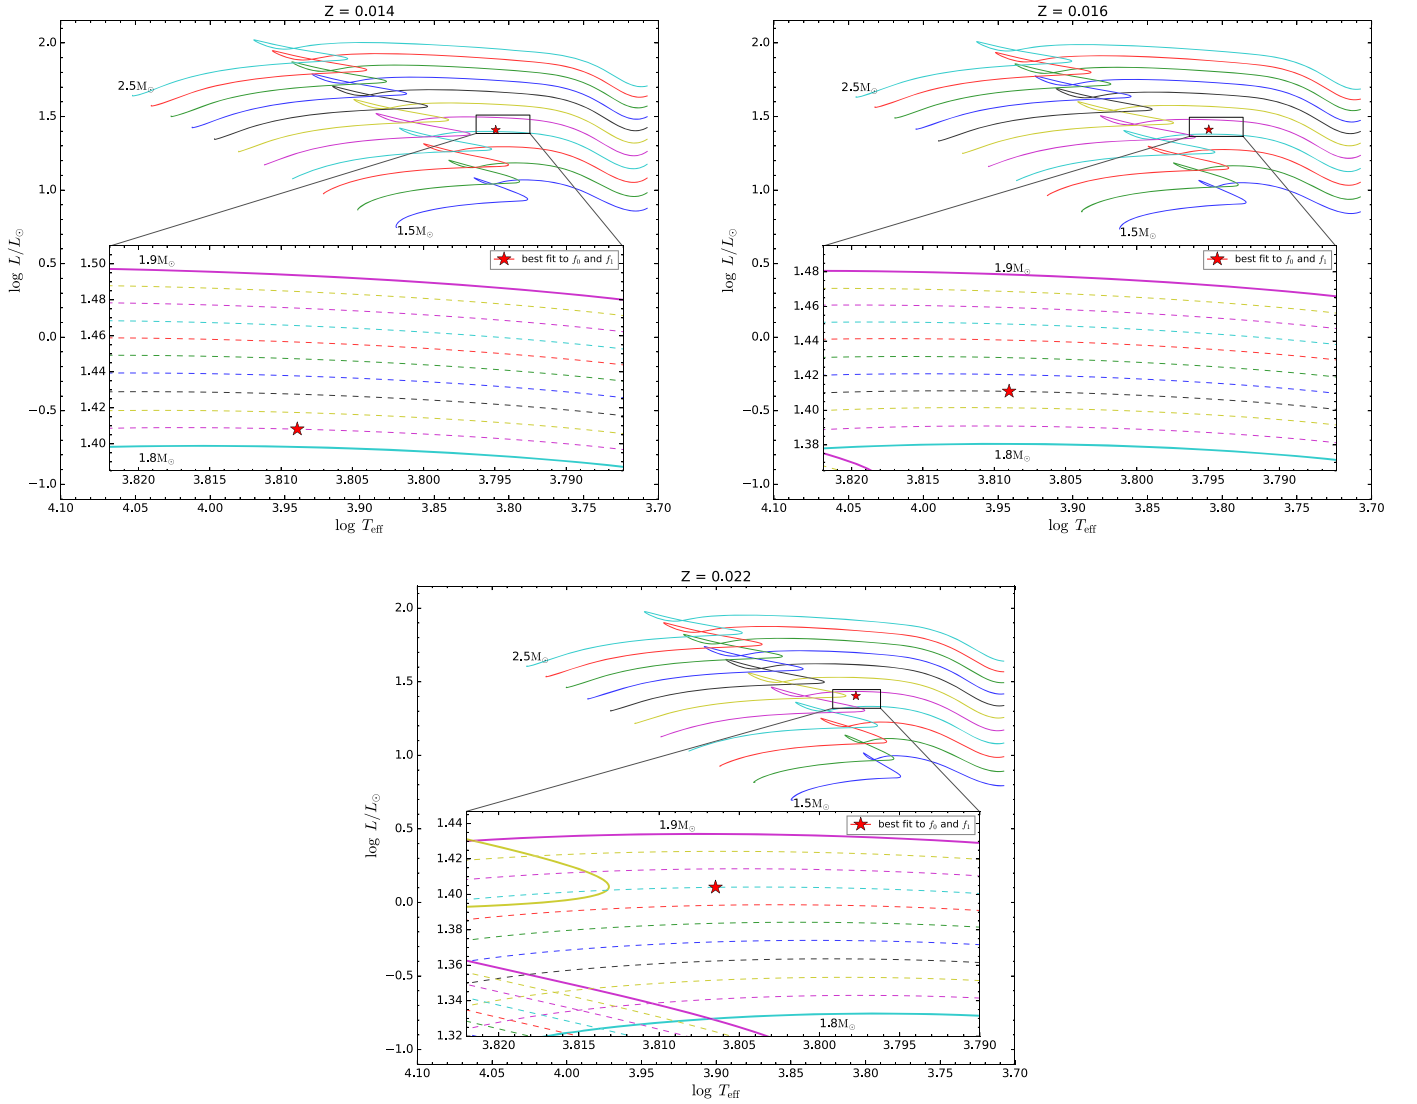 Z = 0.014
2.0
1.5
1.0
0.5
0.0
−0.5
−1.0
log L/L☉
2.5M☉
1.5M☉
1.50
1.48
1.46
1.44
1.42
1.40
1.9M☉
1.8M☉
best fit to f₀ and f₁
3.820 3.815 3.810 3.805 3.800 3.795 3.790
4.10 4.05 4.00 3.95 3.90 3.85 3.80 3.75 3.70
log Teff
Z = 0.016
2.0
1.5
1.0
0.5
0.0
−0.5
−1.0
log L/L☉
2.5M☉
1.5M☉
1.48
1.46
1.44
1.42
1.40
1.38
1.9M☉
1.8M☉
best fit to f₀ and f₁
3.820 3.815 3.810 3.805 3.800 3.795 3.790
4.10 4.05 4.00 3.95 3.90 3.85 3.80 3.75 3.70
log Teff
Z = 0.022
2.0
1.5
1.0
0.5
0.0
−0.5
−1.0
log L/L☉
2.5M☉
1.5M☉
1.44
1.42
1.40
1.38
1.36
1.34
1.32
1.9M☉
1.8M☉
best fit to f₀ and f₁
3.820 3.815 3.810 3.805 3.800 3.795 3.790
4.10 4.05 4.00 3.95 3.90 3.85 3.80 3.75 3.70
log Teff